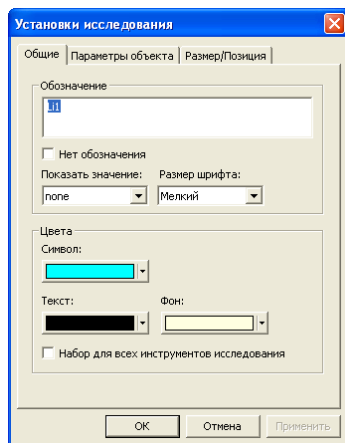 Установки исследования
Общие Параметры объекта Размер/Позиция
Обозначение
Li1
Нет обозначения
Показать значение: Размер шрифта:
none Мелкий
Цвета
Символ:
Текст: Фон:
Набор для всех инструментов исследования
OK Отмена Применить